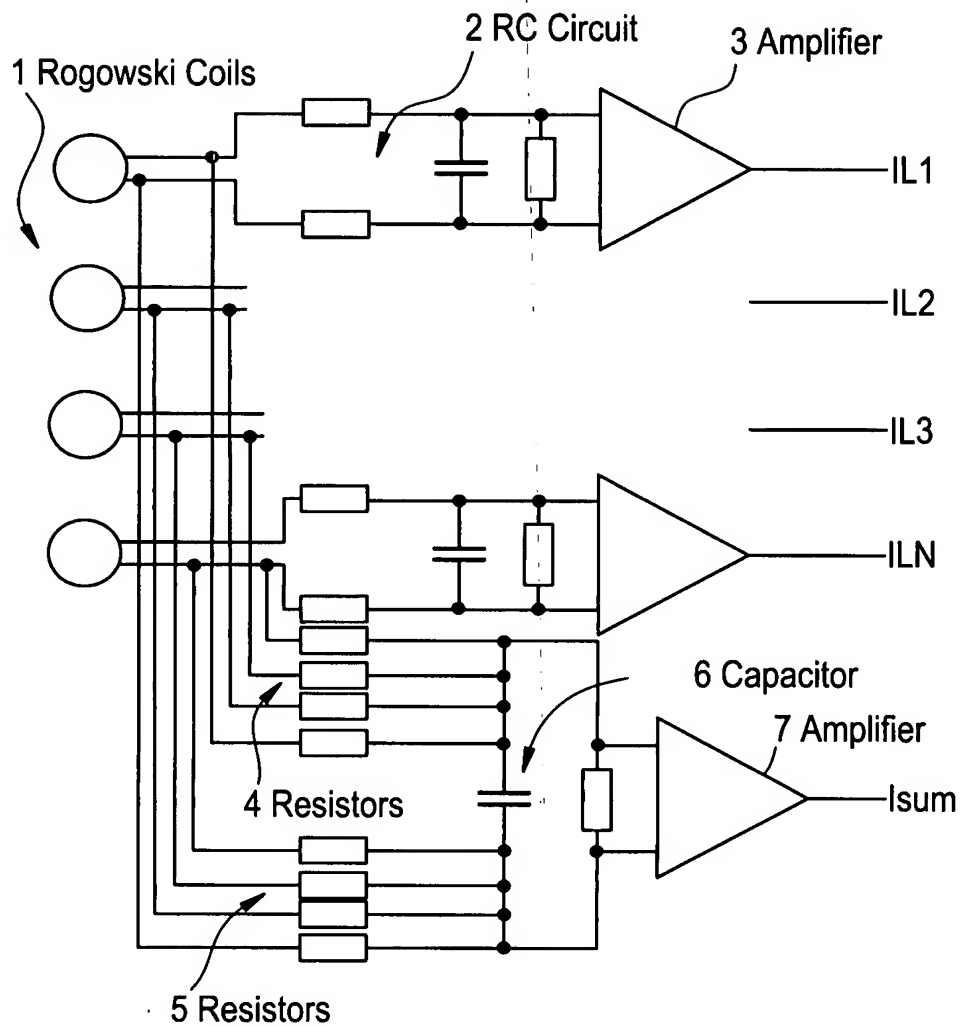 2 RC Circuit
3 Amplifier
1 Rogowski Coils
IL1
IL2
IL3
ILN
6 Capacitor
7 Amplifier
4 Resistors
Isum
5 Resistors